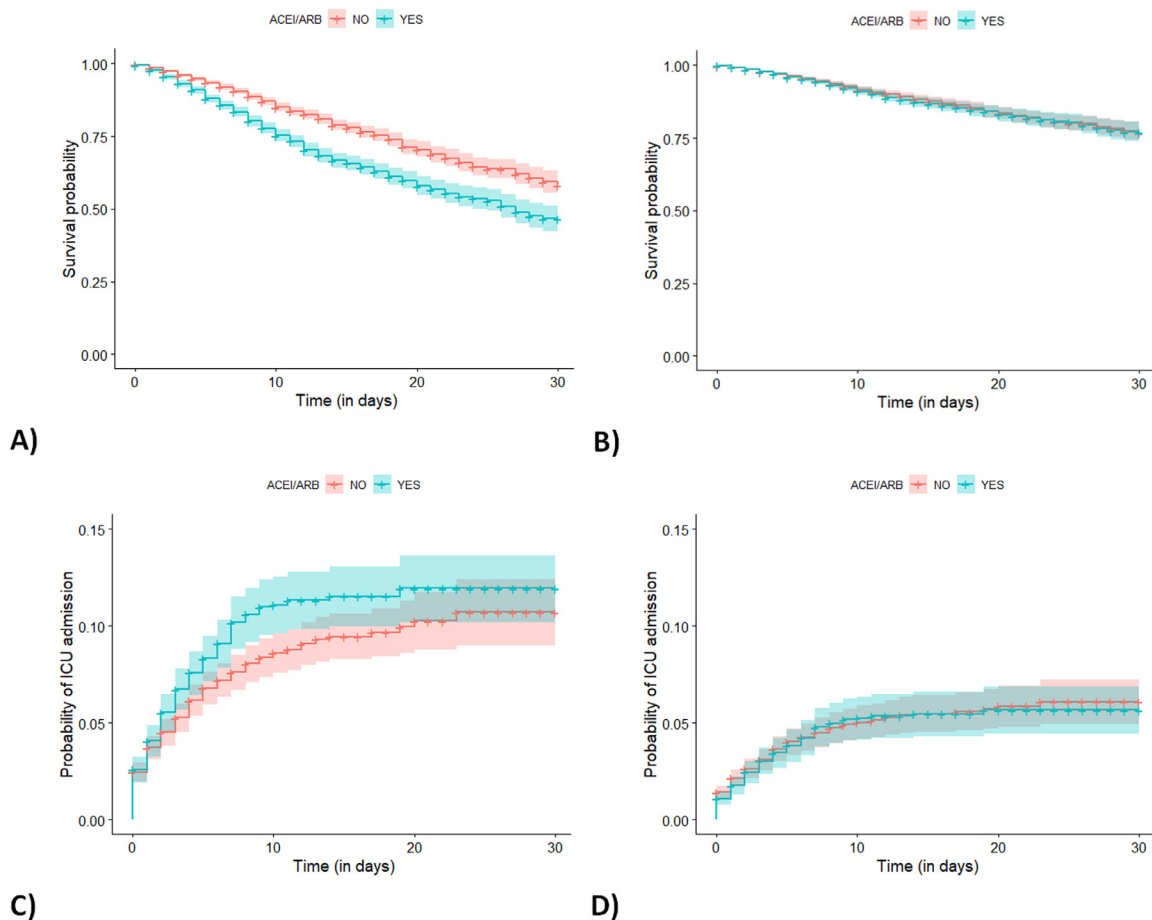 ACEI/ARB NO YES
Survival probability
1.00
0.75
0.50
0.25
0.00
0 10 20 30
Time (in days)
A)
ACEI/ARB NO YES
Survival probability
1.00
0.75
0.50
0.25
0.00
0 10 20 30
Time (in days)
B)
ACEI/ARB NO YES
Probability of ICU admission
0.15
0.10
0.05
0.00
0 10 20 30
Time (in days)
C)
ACEI/ARB NO YES
Probability of ICU admission
0.15
0.10
0.05
0.00
0 10 20 30
Time (in days)
D)